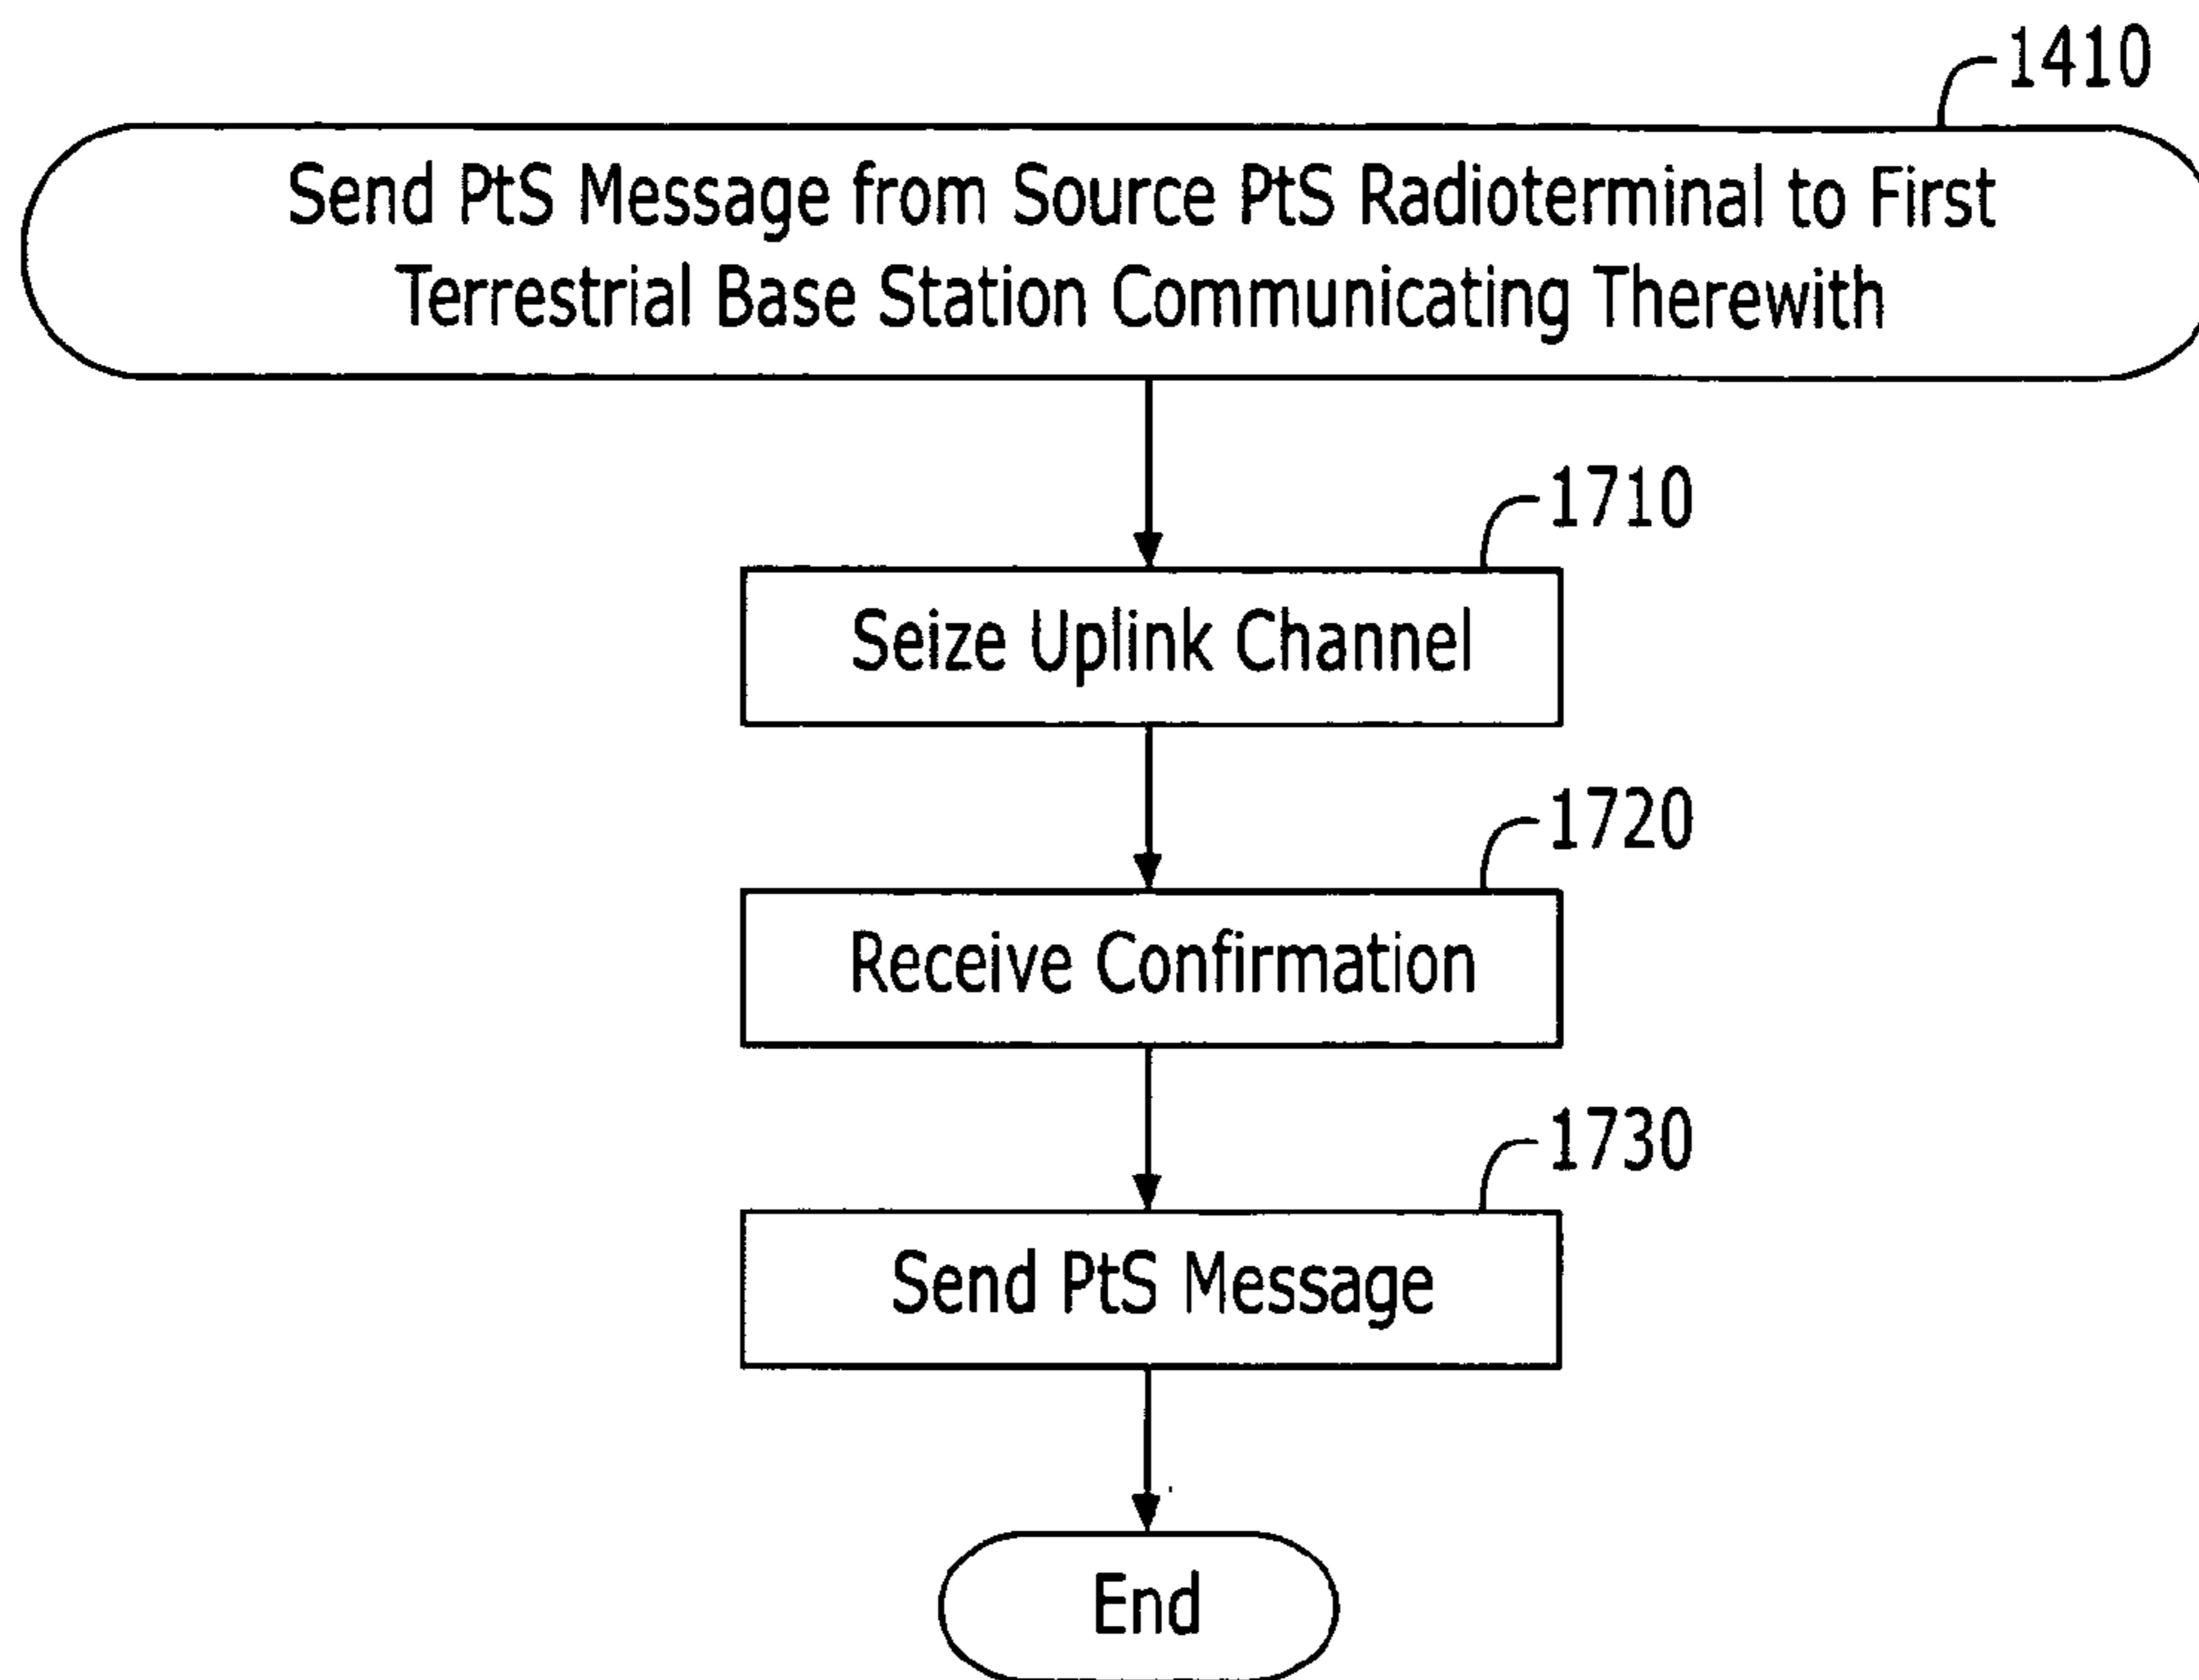 1410
Send PtS Message from Source PtS Radioterminal to First
Terrestrial Base Station Communicating Therewith
1710
Seize Uplink Channel
1720
Receive Confirmation
1730
Send PtS Message
End